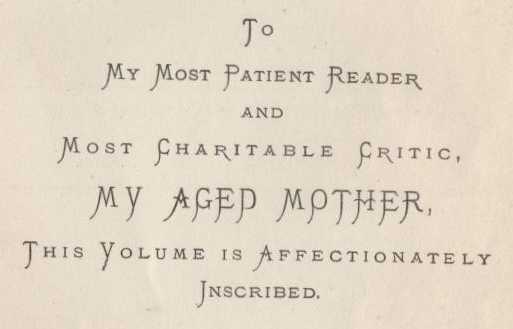 To
My Most Patient Reader
and
Most Charitable Critic,
MY AGED MOTHER,
This Volume is Affectionately
Inscribed.